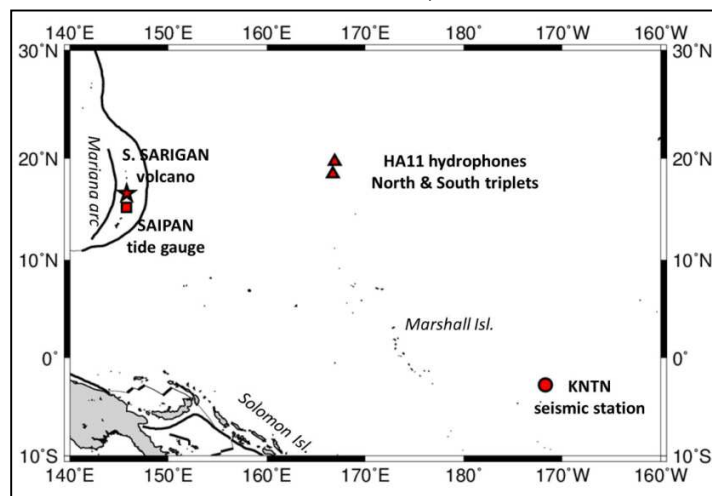 140°E 150°E 160°E 170°E 180° 170°W 160°W
30°N 30°N
20°N 20°N
10°N 10°N
0° 0°
10°S 10°S
140°E 150°E 160°E 170°E 180° 170°W 160°W
Mariana arc
S. SARIGAN
volcano
SAIPAN
tide gauge
HA11 hydrophones
North & South triplets
Marshall Isl.
KNTN
seismic station
Solomon Isl.